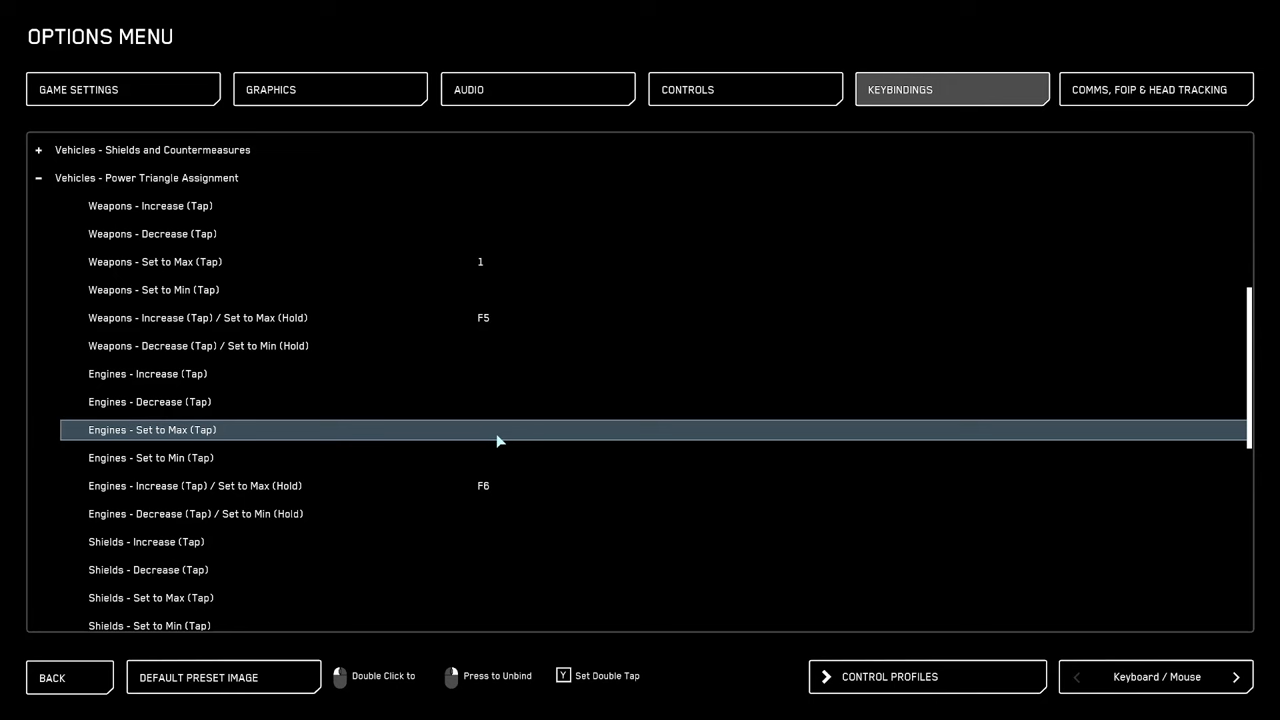 OPTIONS MENU
GAME SETTINGS
GRAPHICS
AUDIO
CONTROLS
KEYBINDINGS
COMMS, FOIP & HEAD TRACKING
+ Vehicles - Shields and Countermeasures
- Vehicles - Power Triangle Assignment
Weapons - Increase (Tap)
Weapons - Decrease (Tap)
Weapons - Set to Max (Tap) 1
Weapons - Set to Min (Tap)
Weapons - Increase (Tap) / Set to Max (Hold) F5
Weapons - Decrease (Tap) / Set to Min (Hold)
Engines - Increase (Tap)
Engines - Decrease (Tap)
Engines - Set to Max (Tap)
Engines - Set to Min (Tap)
Engines - Increase (Tap) / Set to Max (Hold) F6
Engines - Decrease (Tap) / Set to Min (Hold)
Shields - Increase (Tap)
Shields - Decrease (Tap)
Shields - Set to Max (Tap)
Shields - Set to Min (Tap)
BACK
DEFAULT PRESET IMAGE
Double Click to
Press to Unbind
Y Set Double Tap
CONTROL PROFILES
Keyboard / Mouse